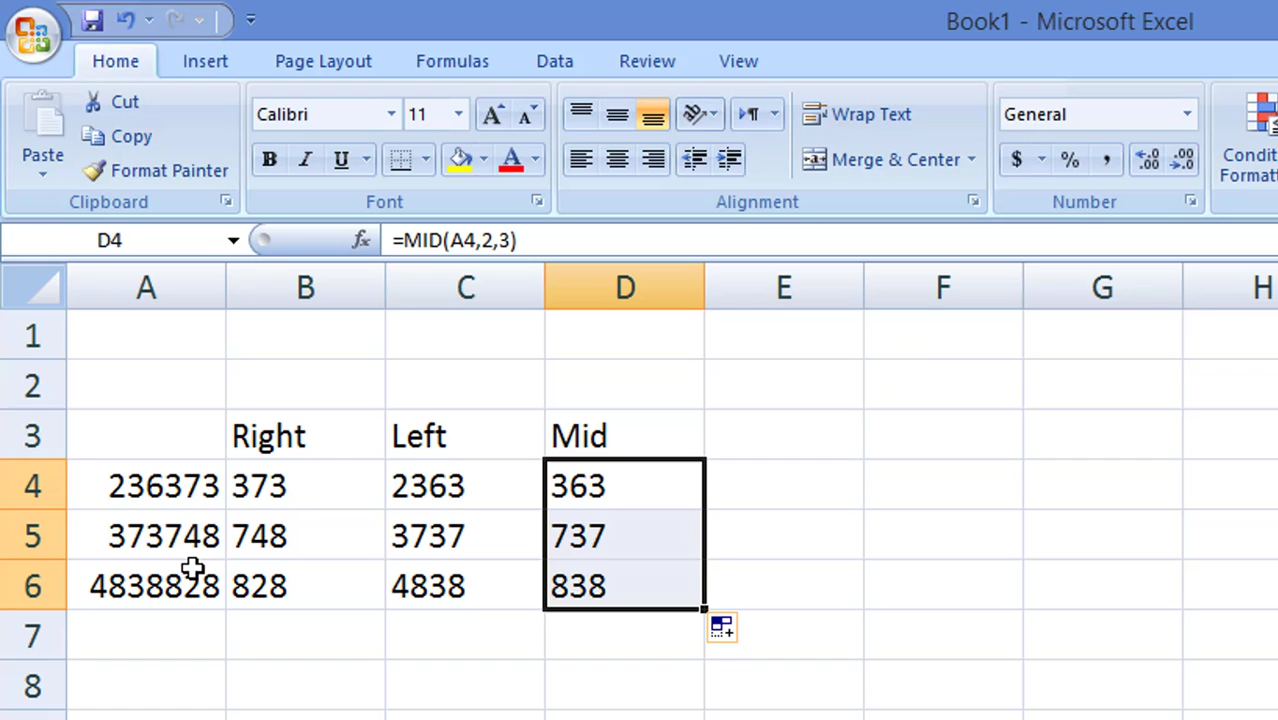 Book1 - Microsoft Excel
Home Insert Page Layout Formulas Data Review View
Cut
Copy
Format Painter
Paste
Clipboard
Calibri 11
B I U A
Font
Wrap Text
Merge & Center
Alignment
General
$ % ,
Number
Condit
Formatt
D4 fx =MID(A4,2,3)
A B C D E F G H
1
2
3 Right Left Mid
4 236373 373 2363 363
5 373748 748 3737 737
6 4838828 828 4838 838
7
8